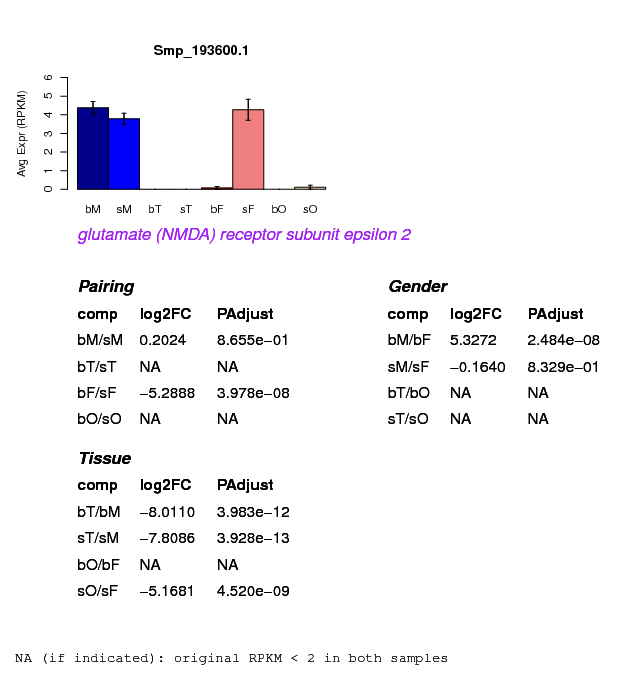 Smp_193600.1
Avg Expr (RPKM)
6
5
4
3
2
1
0
bM sM bT sT bF sF bO sO
glutamate (NMDA) receptor subunit epsilon 2
Pairing
comp log2FC PAdjust
bM/sM 0.2024 8.655e−01
bT/sT NA NA
bF/sF −5.2888 3.978e−08
bO/sO NA NA
Gender
comp log2FC PAdjust
bM/bF 5.3272 2.484e−08
sM/sF −0.1640 8.329e−01
bT/bO NA NA
sT/sO NA NA
Tissue
comp log2FC PAdjust
bT/bM −8.0110 3.983e−12
sT/sM −7.8086 3.928e−13
bO/bF NA NA
sO/sF −5.1681 4.520e−09
NA (if indicated): original RPKM < 2 in both samples